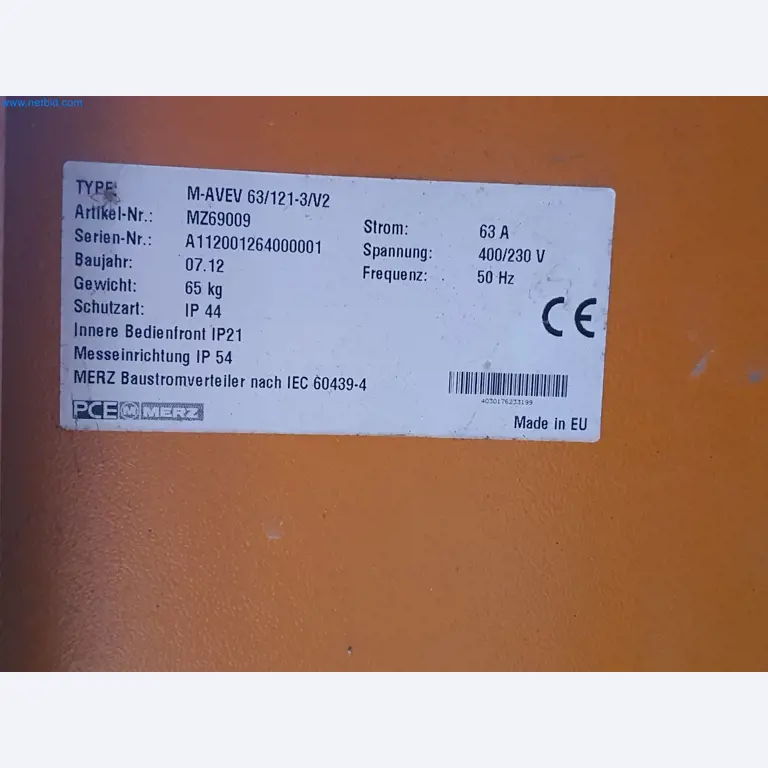 www.netbid.com
TYPE: M-AVEV 63/121-3/V2
Artikel-Nr.: MZ69009
Serien-Nr.: A112001264000001
Baujahr: 07.12
Gewicht: 65 kg
Schutzart: IP 44
Innere Bedienfront IP21
Messeinrichtung IP 54
MERZ Baustromverteiler nach IEC 60439-4
PCE M MERZ
Strom: 63 A
Spannung: 400/230 V
Frequenz: 50 Hz
CE
4030176233199
Made in EU